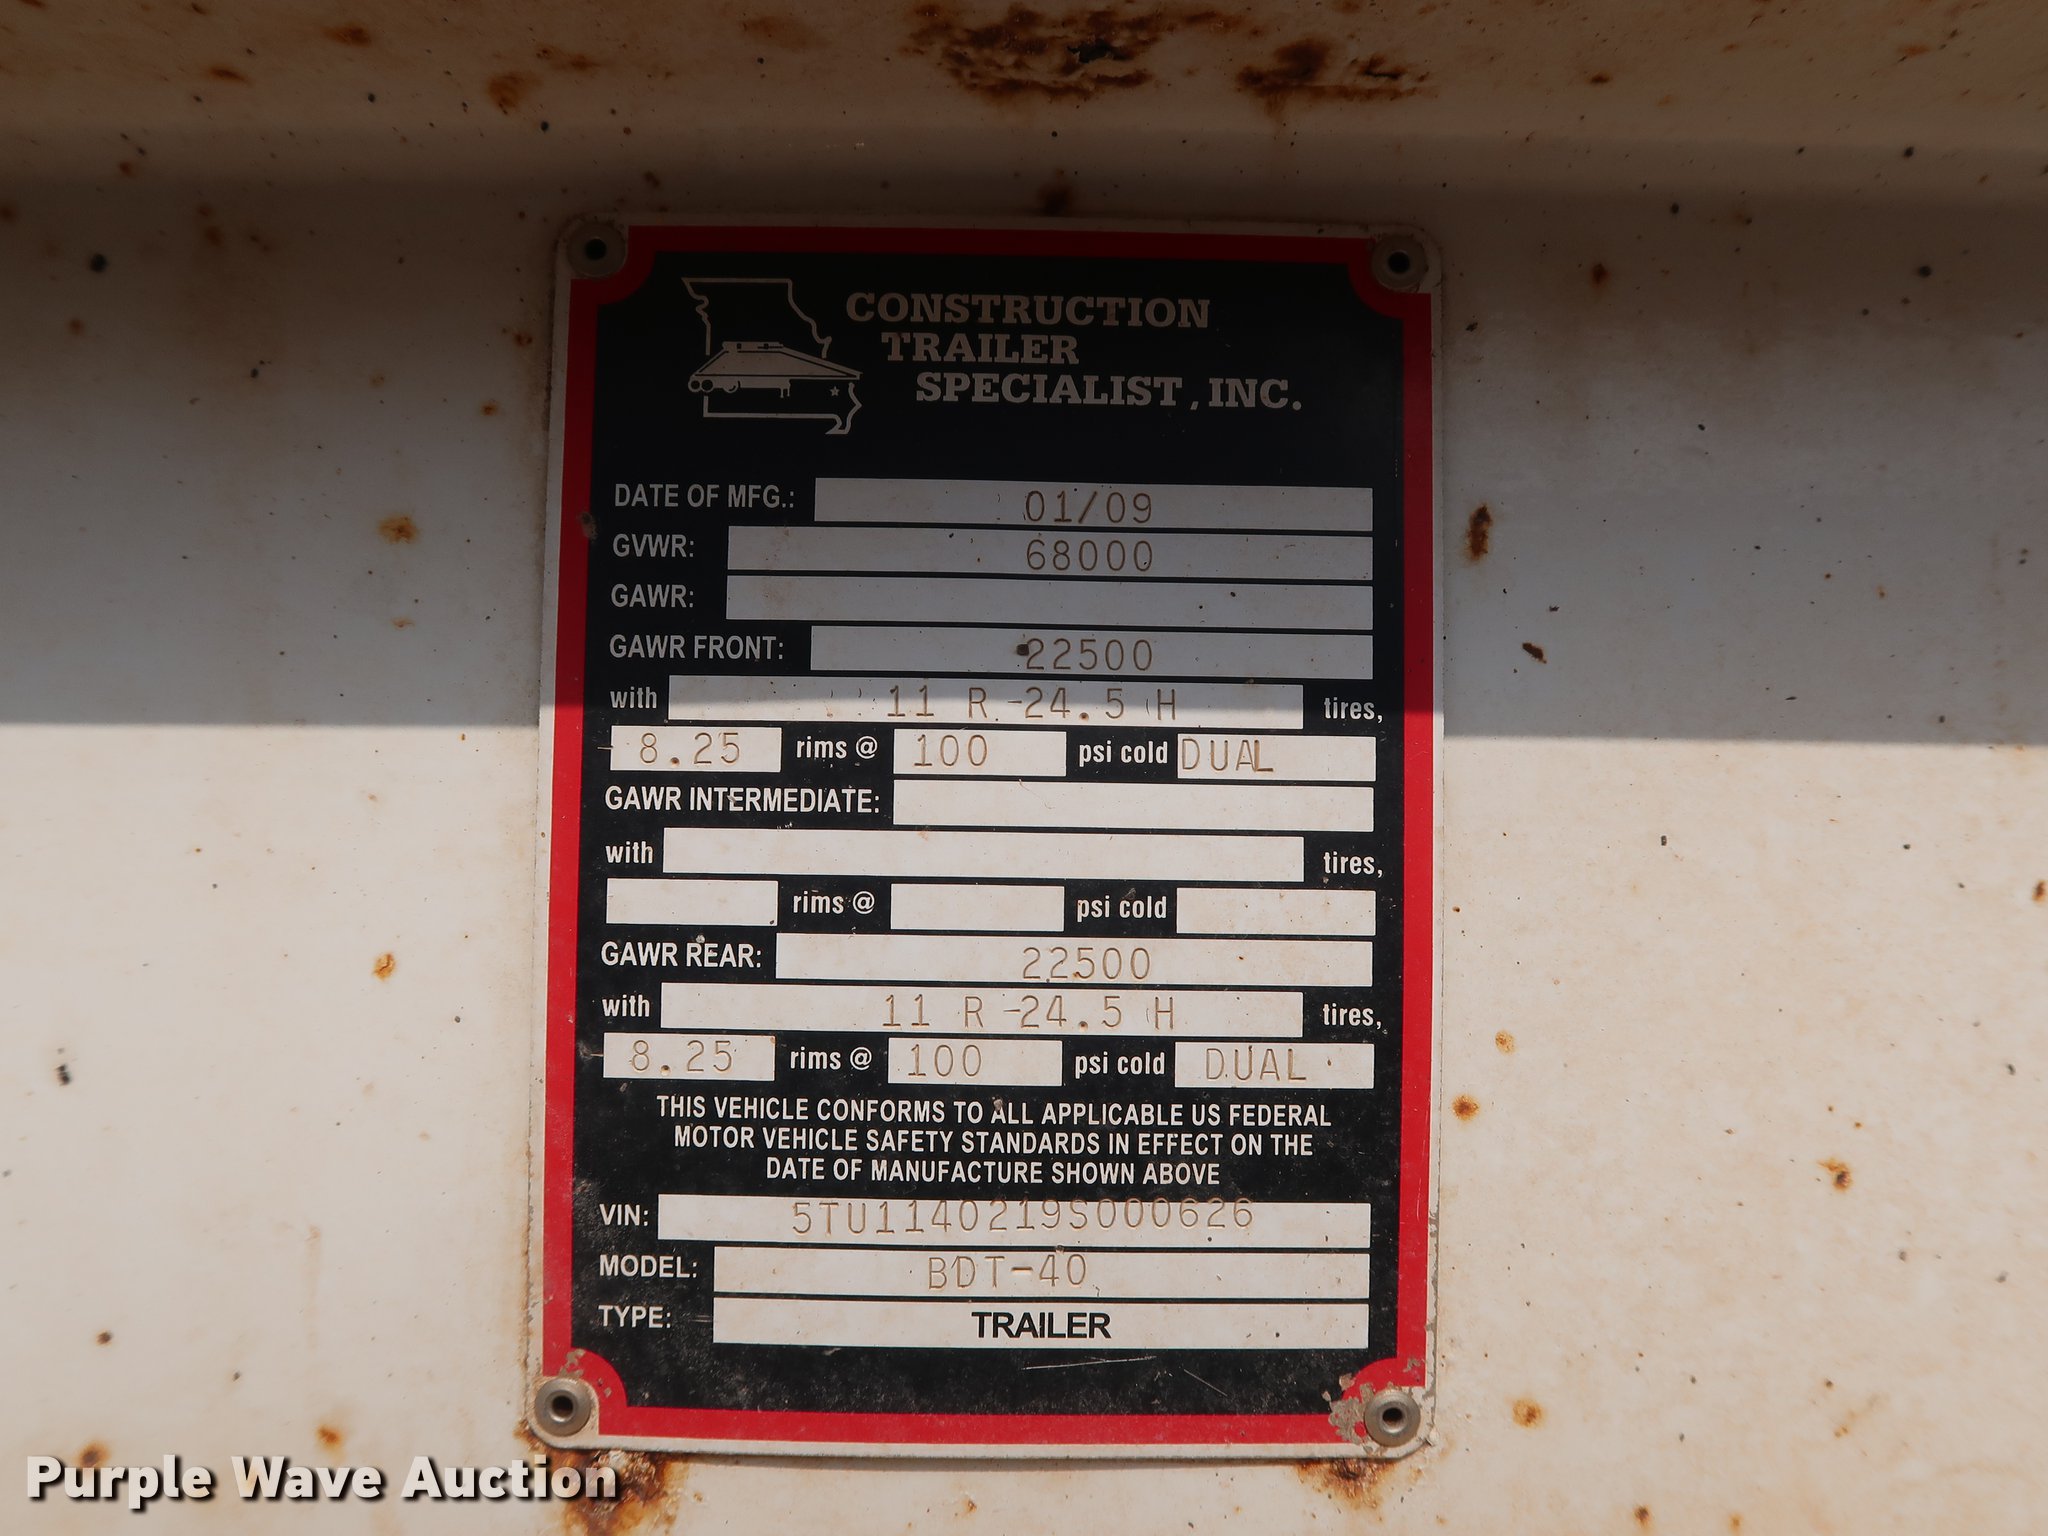 CONSTRUCTION
TRAILER
SPECIALIST, INC.
DATE OF MFG.: 01/09
GVWR: 68000
GAWR:
GAWR FRONT: 22500
with 11 R-24.5 H tires,
8.25 rims @ 100 psi cold DUAL
GAWR INTERMEDIATE:
with tires,
rims @ psi cold
GAWR REAR: 22500
with 11 R-24.5 H tires,
8.25 rims @ 100 psi cold DUAL
THIS VEHICLE CONFORMS TO ALL APPLICABLE US FEDERAL
MOTOR VEHICLE SAFETY STANDARDS IN EFFECT ON THE
DATE OF MANUFACTURE SHOWN ABOVE
VIN: 5TU1140219S000626
MODEL: BDT-40
TYPE: TRAILER
Purple Wave Auction